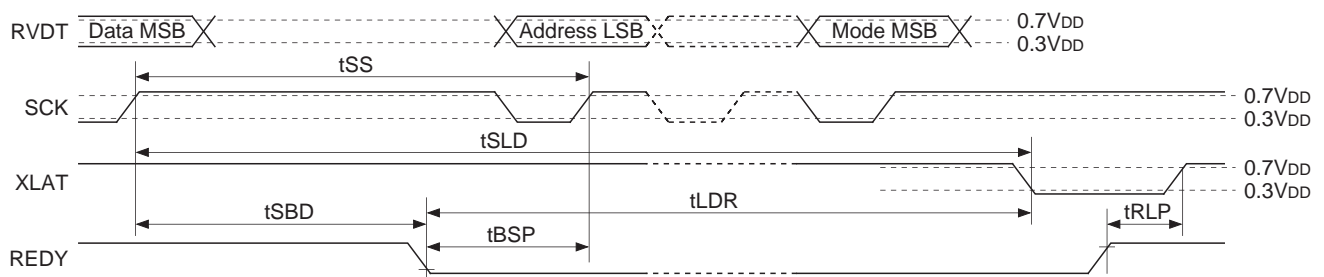 RVDT Data MSB Address LSB Mode MSB 0.7VDD
0.3VDD
tSS
SCK 0.7VDD
0.3VDD
tSLD
XLAT 0.7VDD
0.3VDD
tSBD tLDR tRLP
tBSP
REDY